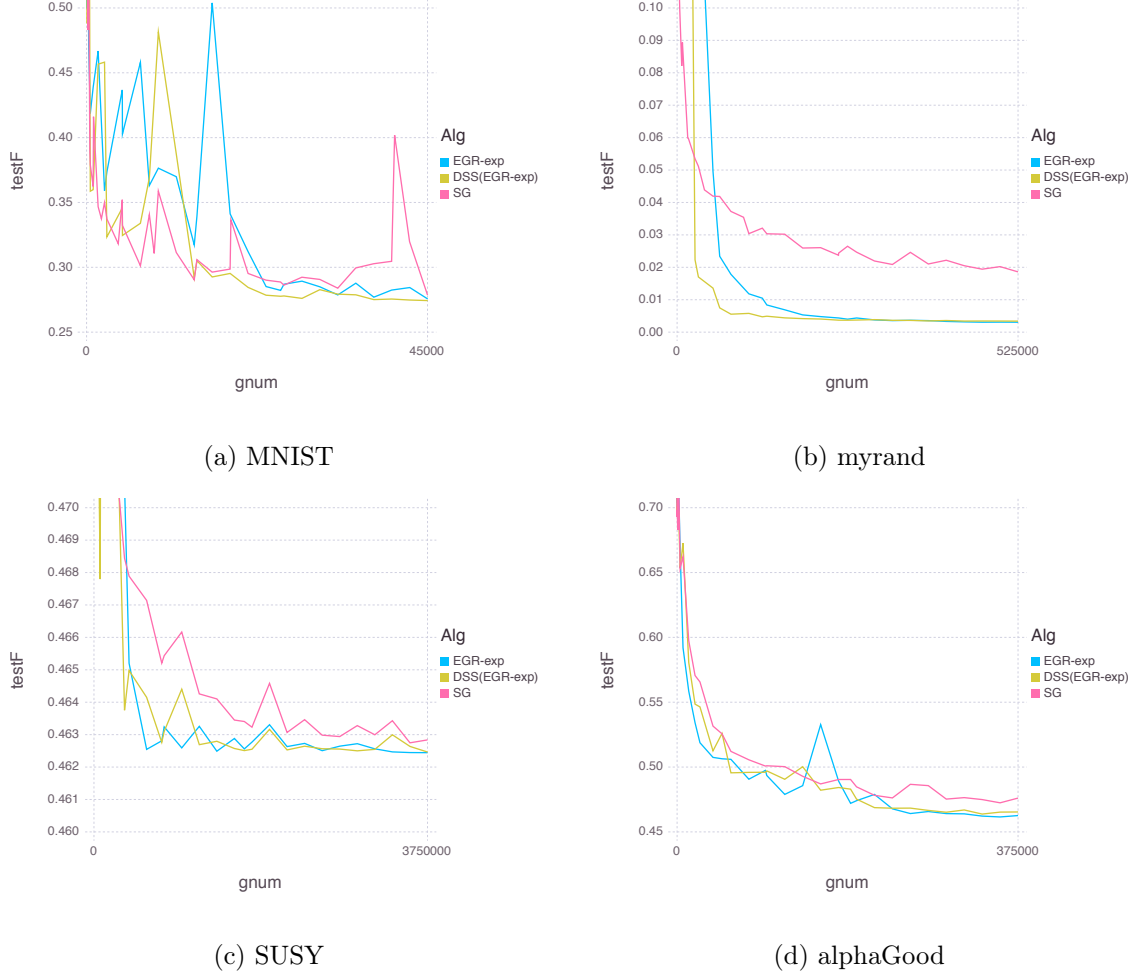 0.50
0.45
0.40
0.35
0.30
0.25
testF
0
45000
gnum
Alg
EGR-exp
DSS(EGR-exp)
SG
(a) MNIST
0.10
0.09
0.08
0.07
0.06
0.05
0.04
0.03
0.02
0.01
0.00
testF
0
525000
gnum
Alg
EGR-exp
DSS(EGR-exp)
SG
(b) myrand
0.470
0.469
0.468
0.467
0.466
0.465
0.464
0.463
0.462
0.461
0.460
testF
0
3750000
gnum
Alg
EGR-exp
DSS(EGR-exp)
SG
(c) SUSY
0.70
0.65
0.60
0.55
0.50
0.45
testF
0
375000
gnum
Alg
EGR-exp
DSS(EGR-exp)
SG
(d) alphaGood